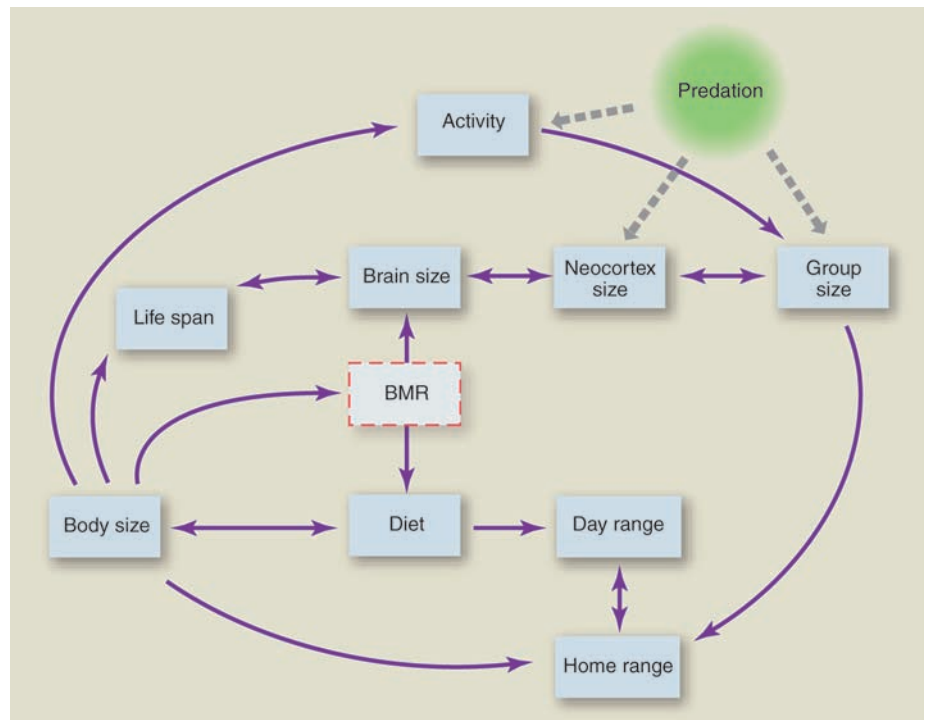 Predation
Activity
Brain size
Neocortex
size
Group
size
Life span
BMR
Body size
Diet
Day range
Home range